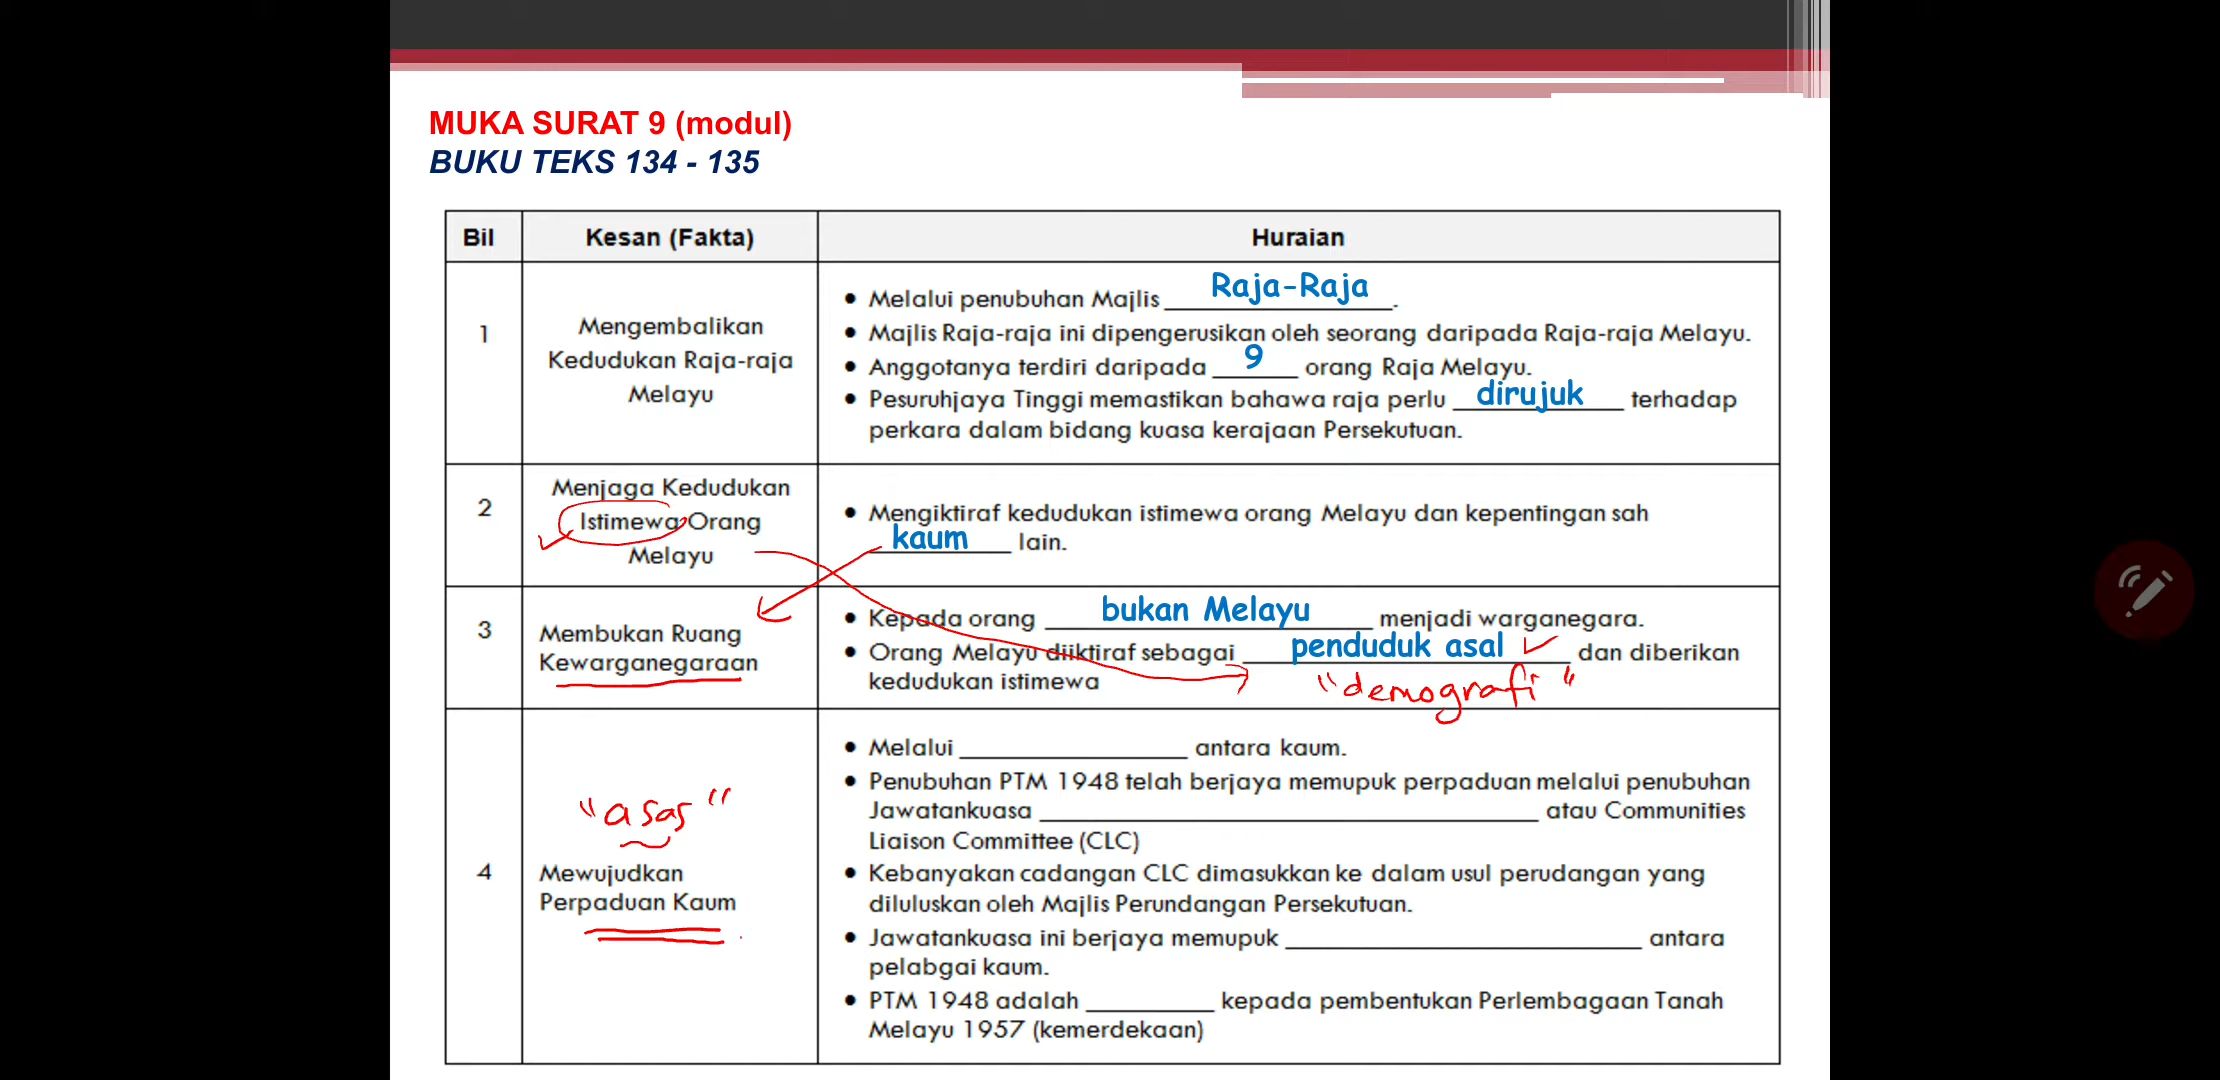 MUKA SURAT 9 (modul)
BUKU TEKS 134 - 135
Bil
Kesan (Fakta)
Huraian
1
Mengembalikan
Kedudukan Raja-raja
Melayu
• Melalui penubuhan Majlis Raja-Raja.
• Majlis Raja-raja ini dipengerusikan oleh seorang daripada Raja-raja Melayu.
• Anggotanya terdiri daripada 9 orang Raja Melayu.
• Pesuruhjaya Tinggi memastikan bahawa raja perlu dirujuk terhadap
perkara dalam bidang kuasa kerajaan Persekutuan.
2
Menjaga Kedudukan
Istimewa Orang
Melayu
• Mengiktiraf kedudukan istimewa orang Melayu dan kepentingan sah
kaum lain.
3
Membukan Ruang
Kewarganegaraan
• Kepada orang bukan Melayu menjadi warganegara.
• Orang Melayu diiktiraf sebagai penduduk asal dan diberikan
kedudukan istimewa
"demografi"
4
"asas"
Mewujudkan
Perpaduan Kaum
• Melalui ____________ antara kaum.
• Penubuhan PTM 1948 telah berjaya memupuk perpaduan melalui penubuhan
Jawatankuasa ____________ atau Communities
Liaison Committee (CLC)
• Kebanyakan cadangan CLC dimasukkan ke dalam usul perudangan yang
diluluskan oleh Majlis Perundangan Persekutuan.
• Jawatankuasa ini berjaya memupuk ____________ antara
pelabgai kaum.
• PTM 1948 adalah ________ kepada pembentukan Perlembagaan Tanah
Melayu 1957 (kemerdekaan)